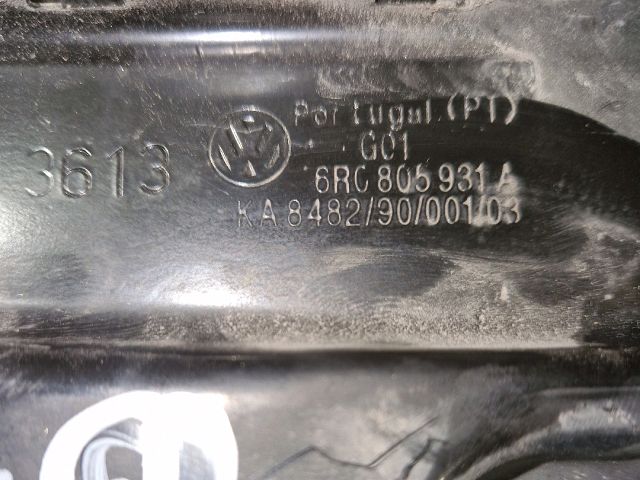 Portugal (PT)
G01
3613
6RC 805 931 A
KA 8482/90/001/03